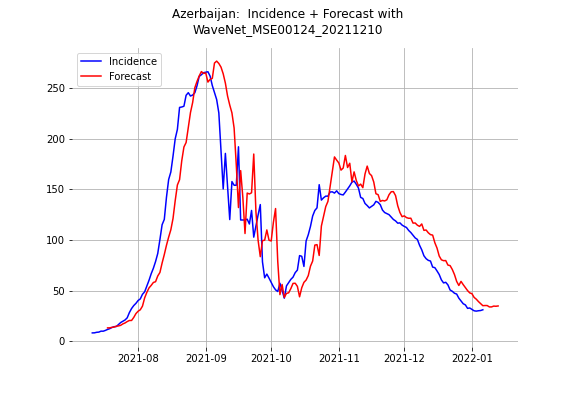 Azerbaijan:  Incidence + Forecast with
WaveNet_MSE00124_20211210
Incidence
Forecast
250
200
150
100
50
0
2021-08 2021-09 2021-10 2021-11 2021-12 2022-01